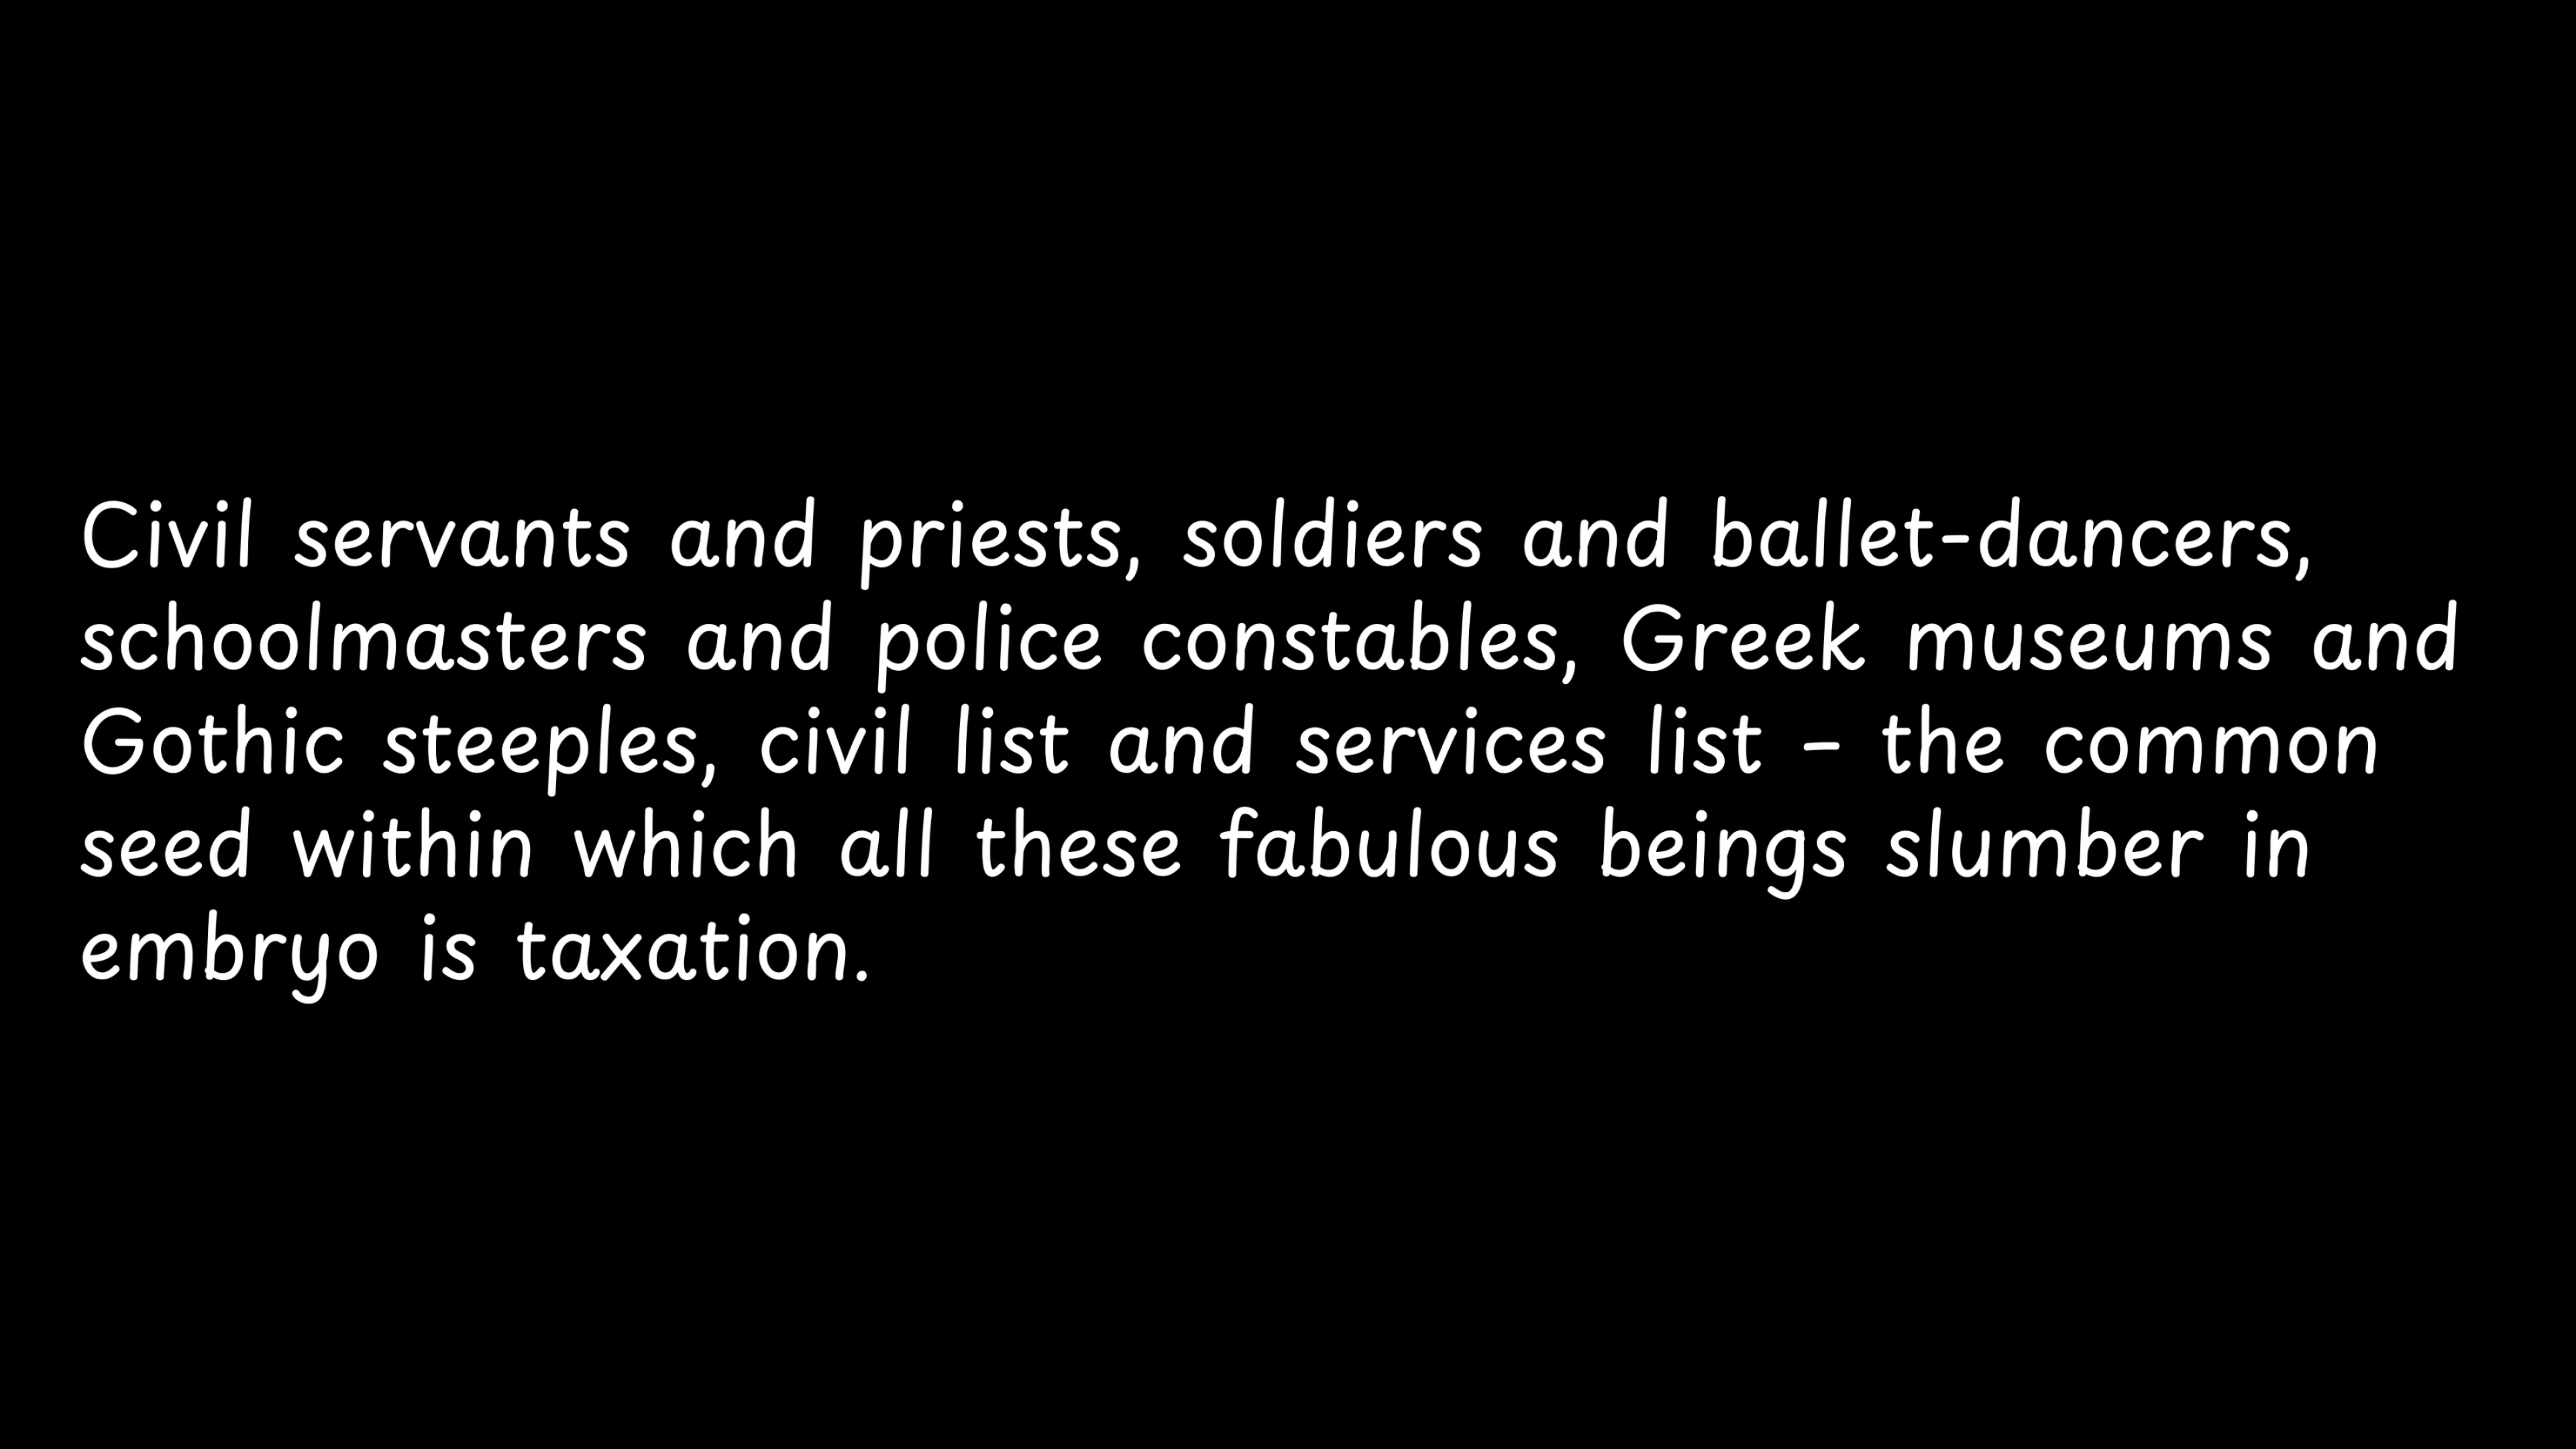 Civil servants and priests, soldiers and ballet-dancers,
schoolmasters and police constables, Greek museums and
Gothic steeples, civil list and services list – the common
seed within which all these fabulous beings slumber in
embryo is taxation.